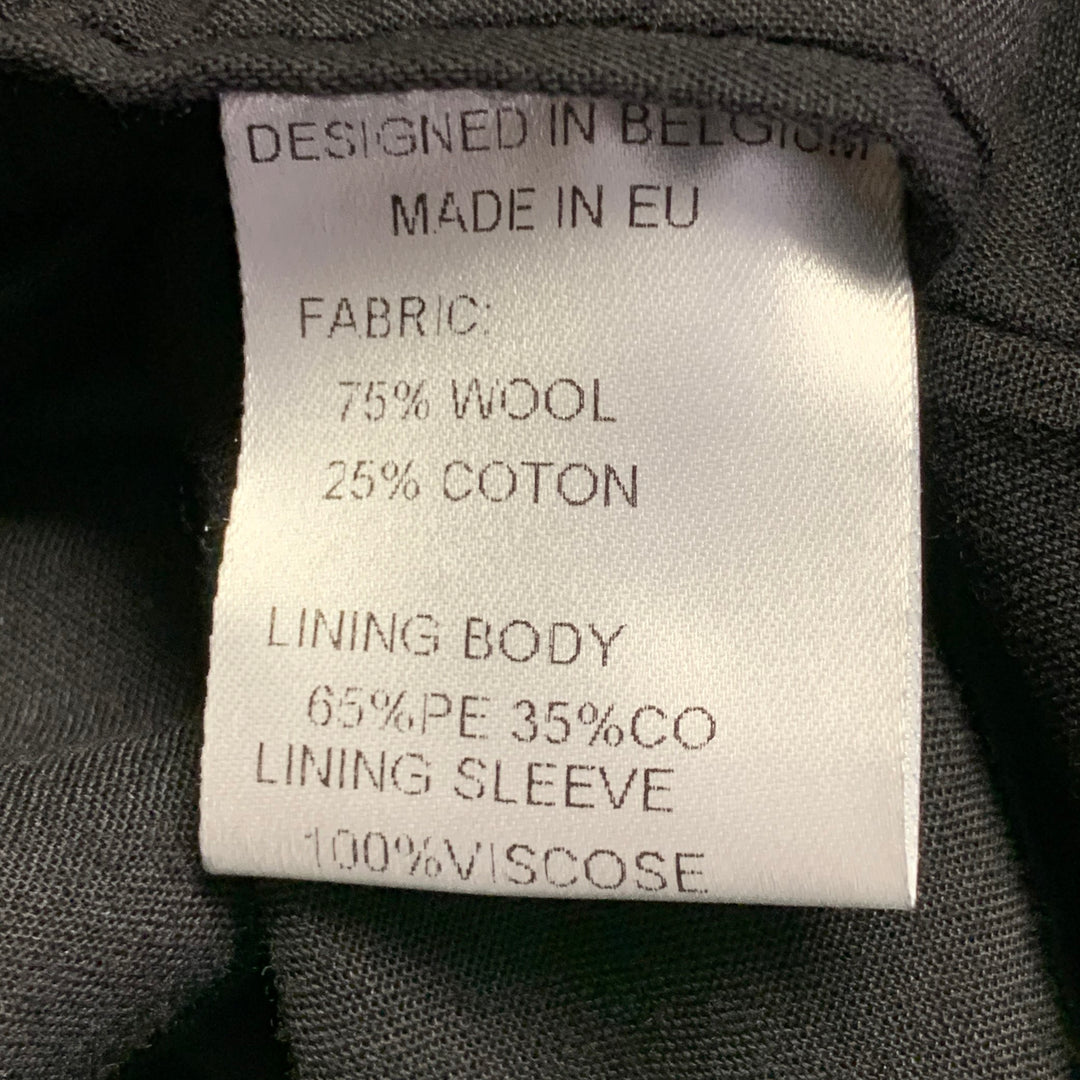 DESIGNED IN BELGIUM
MADE IN EU
FABRIC:
75% WOOL
25% COTON
LINING BODY
65%PE 35%CO
LINING SLEEVE
100%VISCOSE